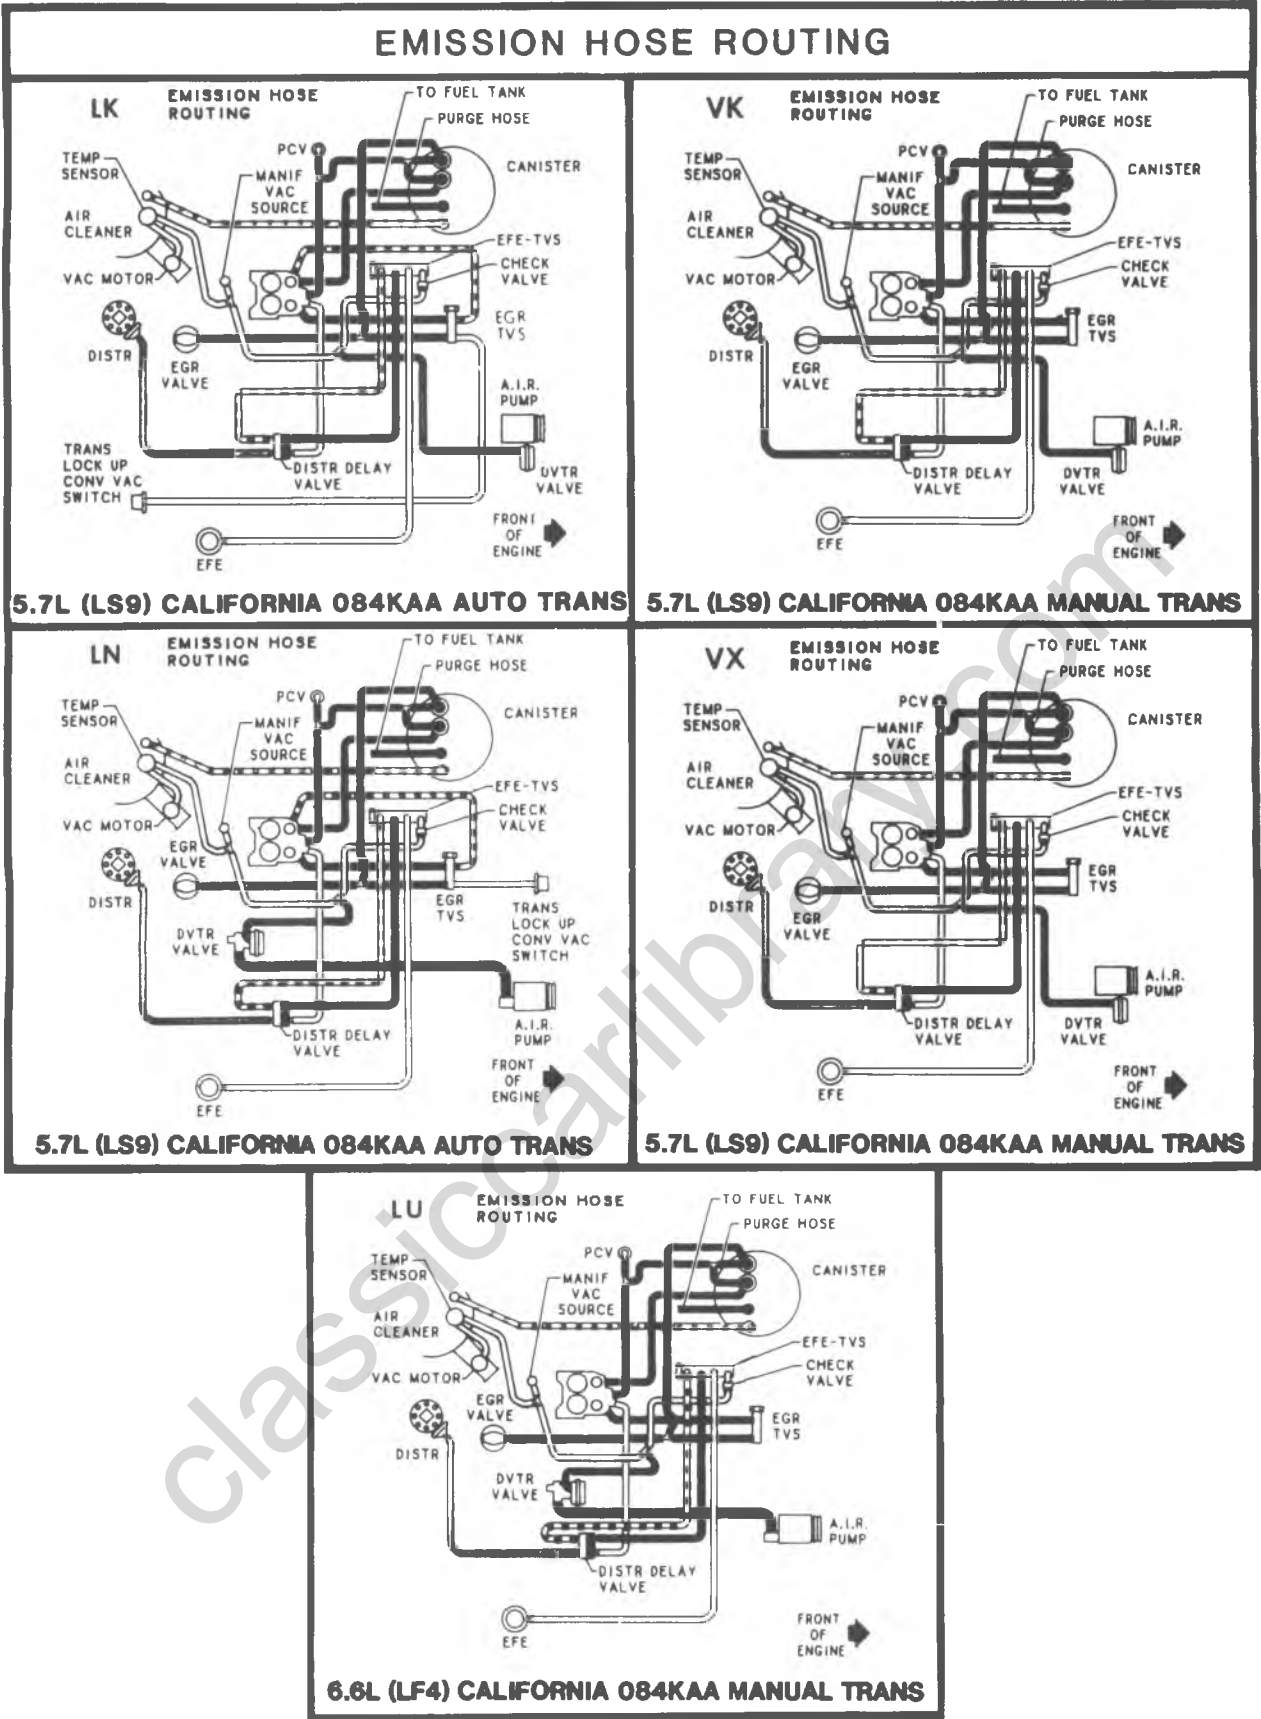 EMISSION HOSE ROUTING
LK
EMISSION HOSE
ROUTING
TO FUEL TANK
PURGE HOSE
PCV
CANISTER
TEMP
SENSOR
MANIF
VAC
SOURCE
AIR
CLEANER
EFE-TVS
CHECK
VALVE
VAC MOTOR
EGR
TVS
DISTR
EGR
VALVE
A.I.R.
PUMP
TRANS
LOCK UP
CONV VAC
SWITCH
DISTR DELAY
VALVE
DVTR
VALVE
FRONT
OF
ENGINE
EFE
5.7L (LS9) CALIFORNIA 084KAA AUTO TRANS
VK
EMISSION HOSE
ROUTING
TO FUEL TANK
PURGE HOSE
PCV
CANISTER
TEMP
SENSOR
MANIF
VAC
SOURCE
AIR
CLEANER
EFE-TVS
CHECK
VALVE
VAC MOTOR
EGR
TVS
DISTR
EGR
VALVE
A.I.R.
PUMP
DISTR DELAY
VALVE
DVTR
VALVE
FRONT
OF
ENGINE
EFE
5.7L (LS9) CALIFORNIA 084KAA MANUAL TRANS
LN
EMISSION HOSE
ROUTING
TO FUEL TANK
PURGE HOSE
PCV
CANISTER
TEMP
SENSOR
MANIF
VAC
SOURCE
AIR
CLEANER
EFE-TVS
CHECK
VALVE
VAC MOTOR
EGR
VALVE
DISTR
EGR
TVS
TRANS
LOCK UP
CONV VAC
SWITCH
DVTR
VALVE
A.I.R.
PUMP
DISTR DELAY
VALVE
FRONT
OF
ENGINE
EFE
5.7L (LS9) CALIFORNIA 084KAA AUTO TRANS
VX
EMISSION HOSE
ROUTING
TO FUEL TANK
PURGE HOSE
PCV
CANISTER
TEMP
SENSOR
MANIF
VAC
SOURCE
AIR
CLEANER
EFE-TVS
CHECK
VALVE
VAC MOTOR
EGR
TVS
DISTR
EGR
VALVE
A.I.R.
PUMP
DISTR DELAY
VALVE
DVTR
VALVE
FRONT
OF
ENGINE
EFE
5.7L (LS9) CALIFORNIA 084KAA MANUAL TRANS
LU
EMISSION HOSE
ROUTING
TO FUEL TANK
PURGE HOSE
PCV
CANISTER
TEMP
SENSOR
MANIF
VAC
SOURCE
AIR
CLEANER
EFE-TVS
CHECK
VALVE
VAC MOTOR
EGR
VALVE
EGR
TVS
DISTR
DVTR
VALVE
A.I.R.
PUMP
DISTR DELAY
VALVE
FRONT
OF
ENGINE
EFE
6.6L (LF4) CALIFORNIA 084KAA MANUAL TRANS
classiccarlibrary.com